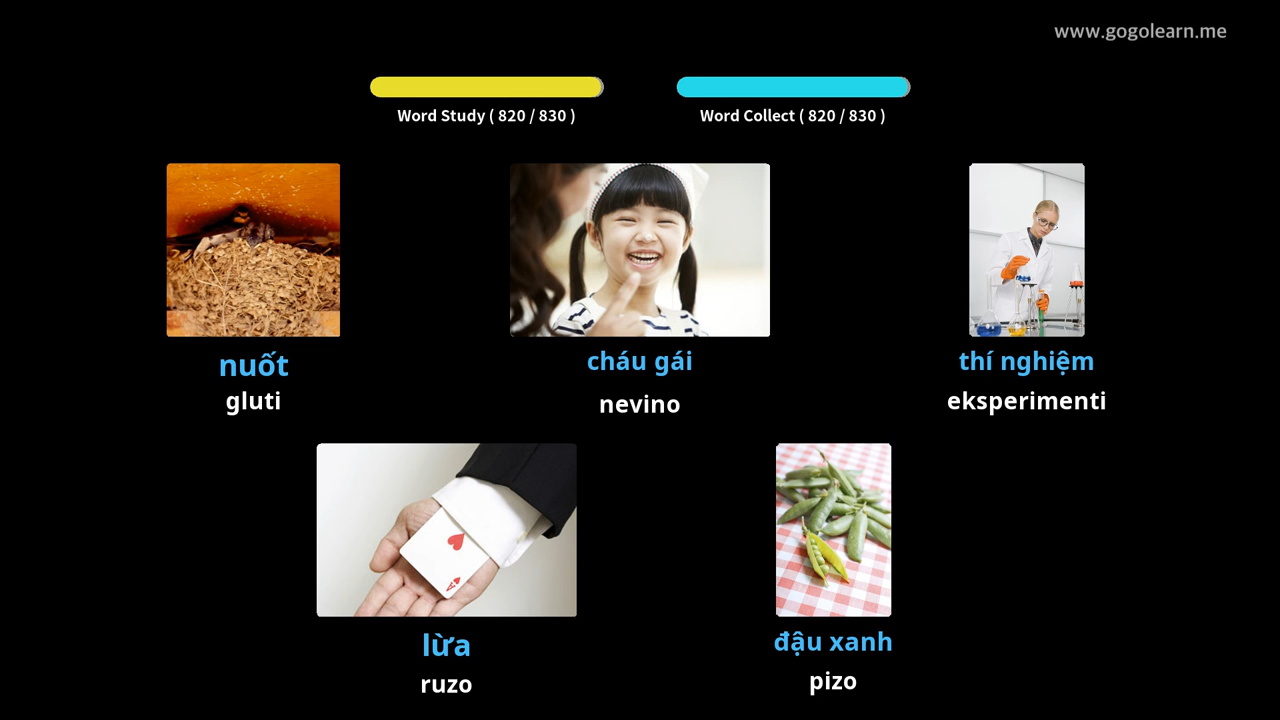 www.gogolearn.me
Word Study ( 820 / 830 )
Word Collect ( 820 / 830 )
nuốt
gluti
cháu gái
nevino
thí nghiệm
eksperimenti
A
lừa
ruzo
đậu xanh
pizo